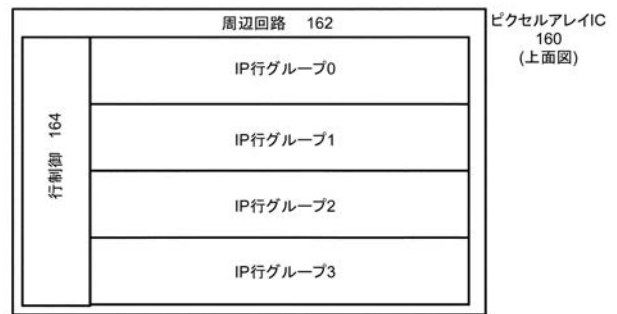 周辺回路 162
ピクセルアレイIC
160
(上面図)
行制御 164
IP行グループ0
IP行グループ1
IP行グループ2
IP行グループ3